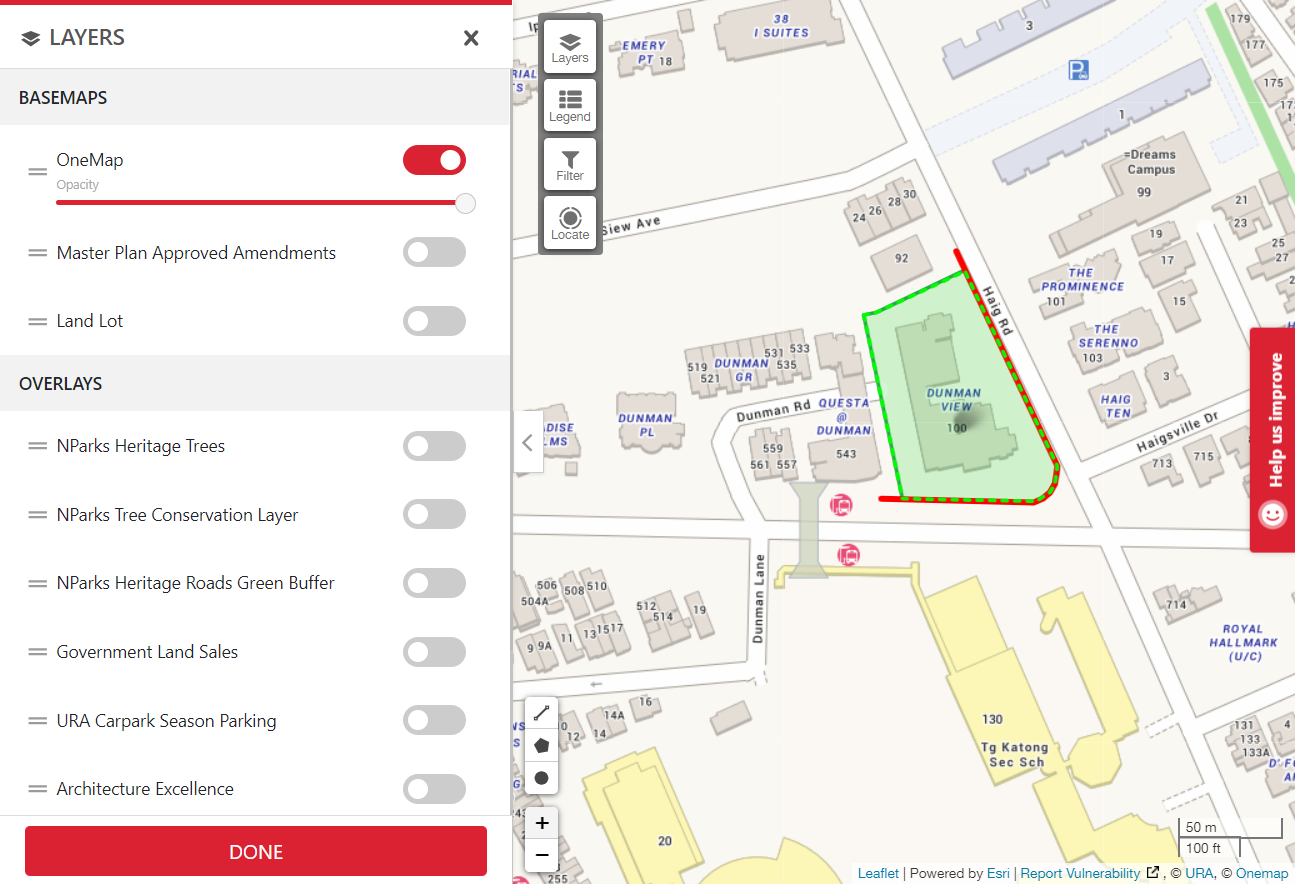 LAYERS
BASEMAPS
OneMap
Opacity
Master Plan Approved Amendments
Land Lot
OVERLAYS
NParks Heritage Trees
NParks Tree Conservation Layer
NParks Heritage Roads Green Buffer
Government Land Sales
URA Carpark Season Parking
Architecture Excellence
DONE
Layers
Legend
Filter
Locate
38
I SUITES
EMERY
PT 18
3
P
179
177
175
1
=Dreams
Campus
99
24 26 28 30
Siew Ave
92
21
23
19
17
25
27
THE
PROMINENCE
101
15
Haig Rd
THE
SERENNO
103
3
HAIG
TEN
Haigsville Dr
713
715
519
521
DUNMAN
GR
531
533
535
Dunman Rd
QUESTA
@
DUNMAN
543
DUNMAN
VIEW
100
DUNMAN
PL
559
561 557
Dunman Lane
506
508
510
504A
512
514
19
9 9A
11
13
15
17
16
14A
14
12
714
ROYAL
HALLMARK
(U/C)
130
Tg Katong
Sec Sch
131
133
133A
4
20
255
Help us improve
+
−
50 m
100 ft
Leaflet | Powered by Esri | Report Vulnerability , © URA, © Onemap